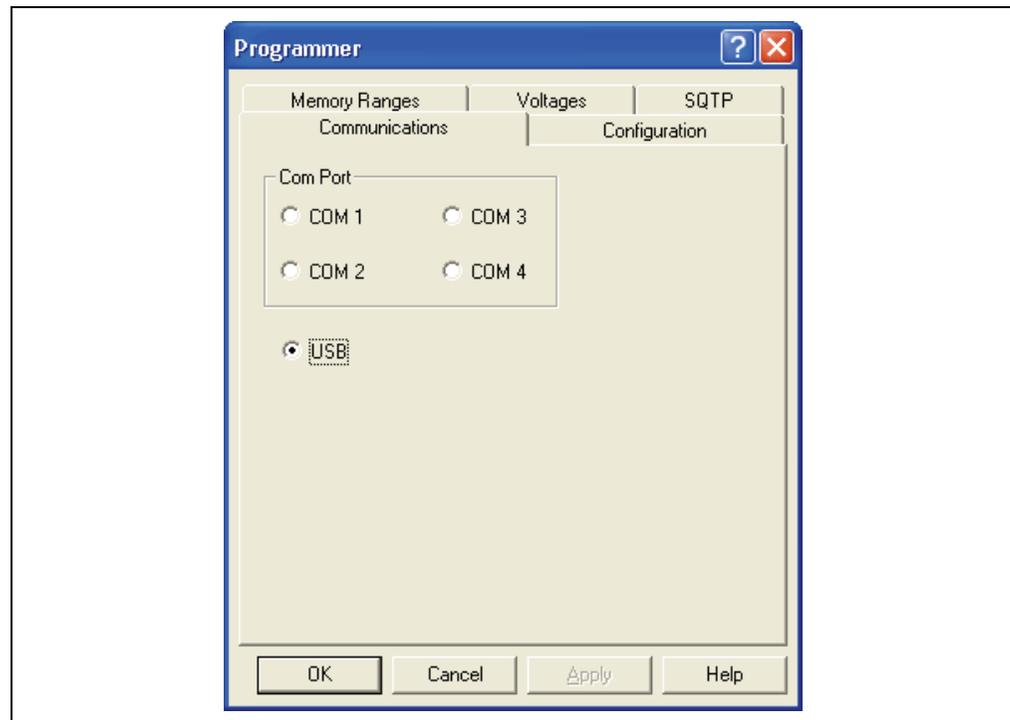 Programmer
Memory Ranges Voltages SQTP
Communications Configuration
Com Port
COM 1 COM 3
COM 2 COM 4
USB
OK Cancel Apply Help